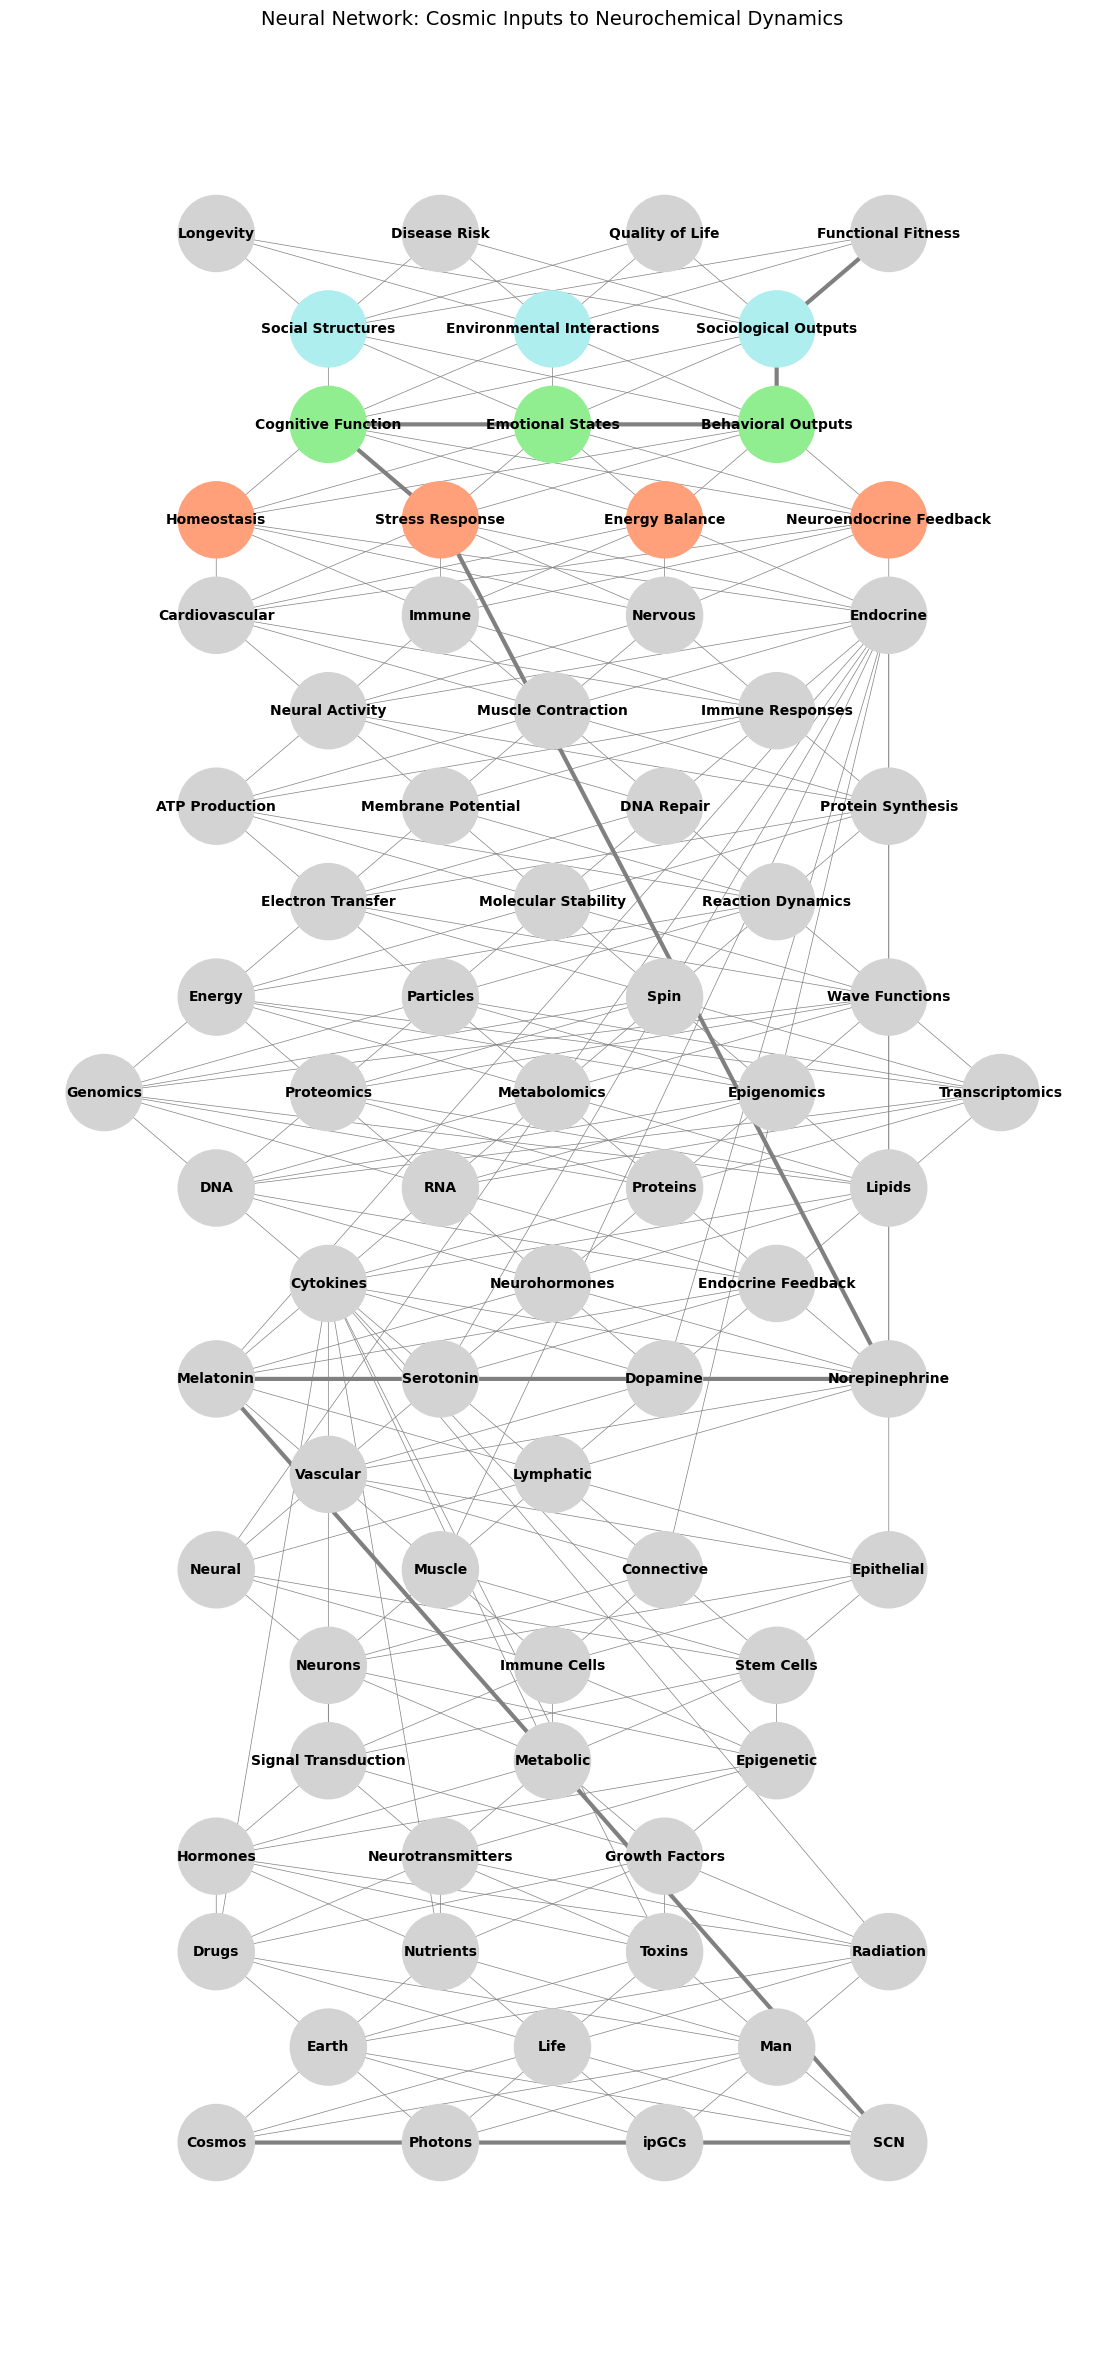 Neural Network: Cosmic Inputs to Neurochemical Dynamics
Longevity
Disease Risk
Quality of Life
Functional Fitness
Social Structures
Environmental Interactions
Sociological Outputs
Cognitive Function
Emotional States
Behavioral Outputs
Homeostasis
Stress Response
Energy Balance
Neuroendocrine Feedback
Cardiovascular
Immune
Nervous
Endocrine
Neural Activity
Muscle Contraction
Immune Responses
ATP Production
Membrane Potential
DNA Repair
Protein Synthesis
Electron Transfer
Molecular Stability
Reaction Dynamics
Energy
Particles
Spin
Wave Functions
Genomics
Proteomics
Metabolomics
Epigenomics
Transcriptomics
DNA
RNA
Proteins
Lipids
Cytokines
Neurohormones
Endocrine Feedback
Melatonin
Serotonin
Dopamine
Norepinephrine
Vascular
Lymphatic
Neural
Muscle
Connective
Epithelial
Neurons
Immune Cells
Stem Cells
Signal Transduction
Metabolic
Epigenetic
Hormones
Neurotransmitters
Growth Factors
Drugs
Nutrients
Toxins
Radiation
Earth
Life
Man
Cosmos
Photons
ipGCs
SCN